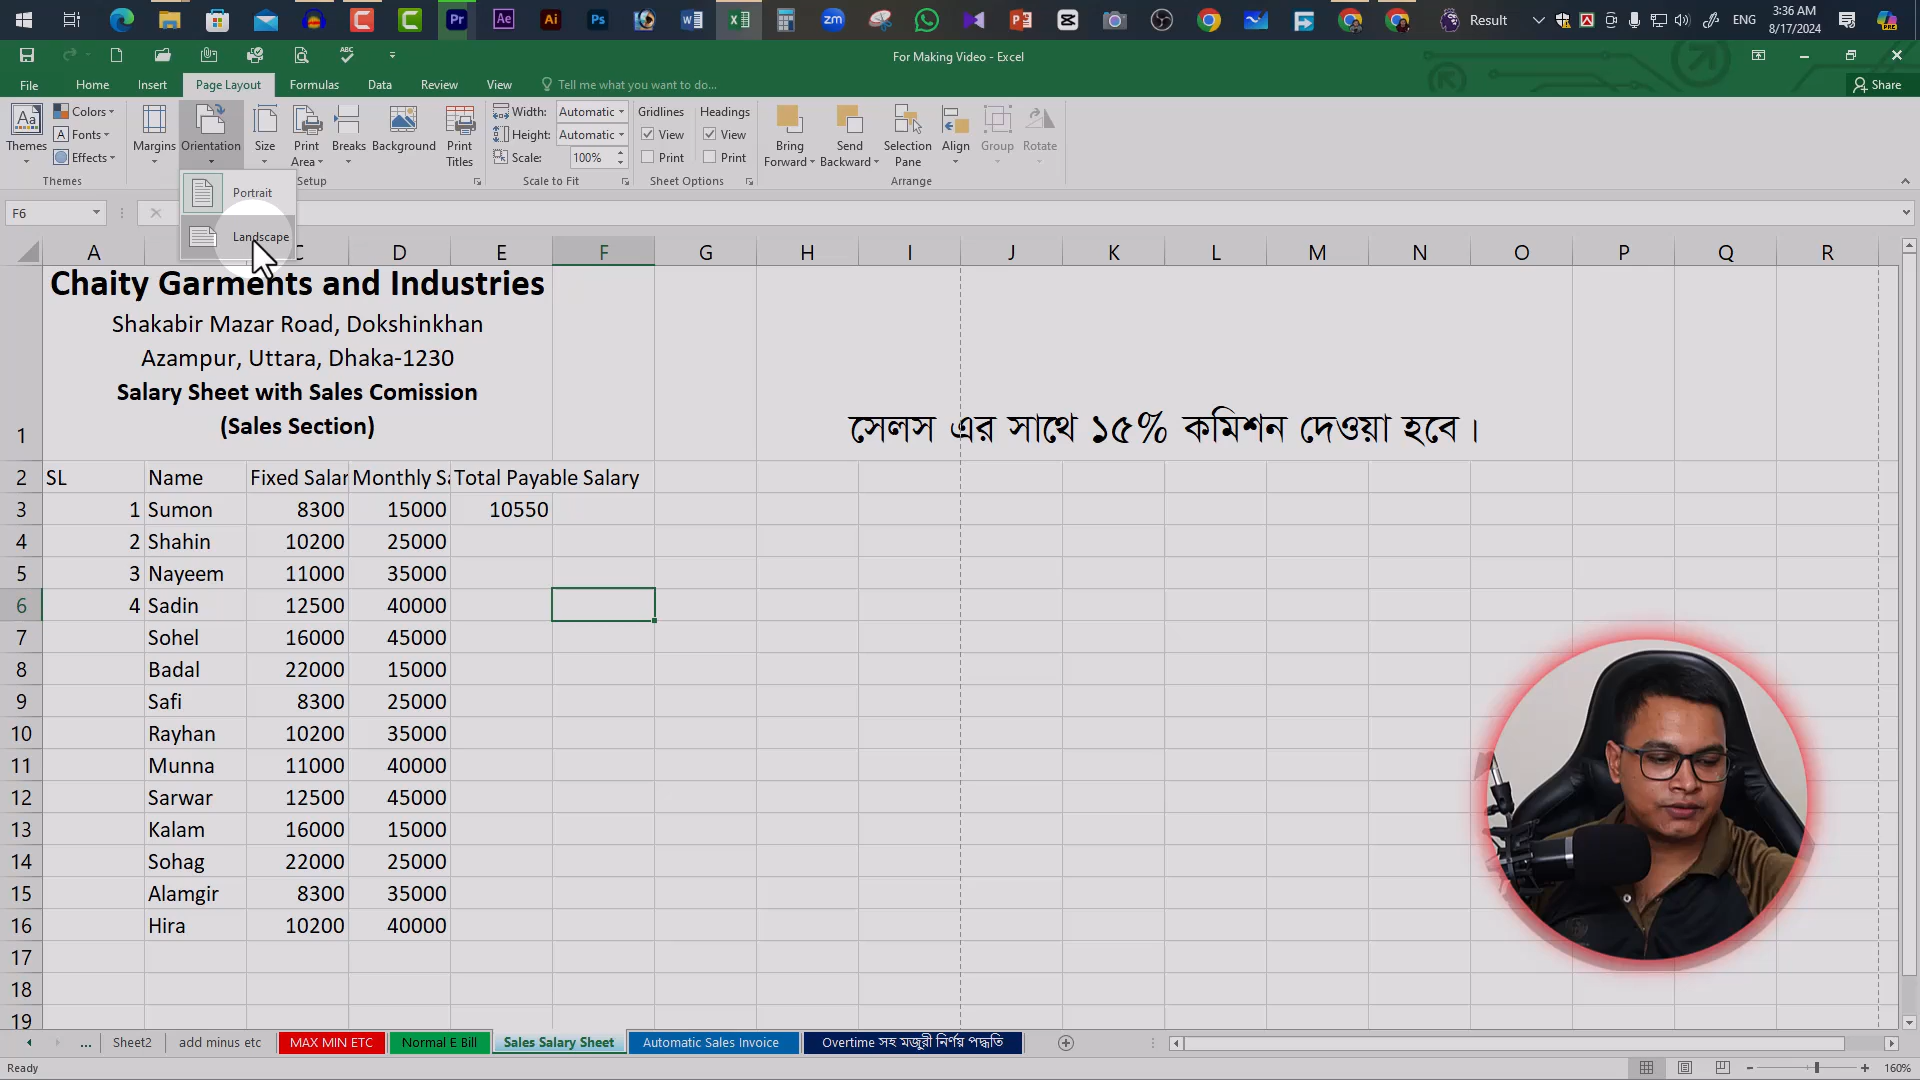 Result
ENG
3:36 AM
8/17/2024
For Making Video - Excel
File Home Insert Page Layout Formulas Data Review View Tell me what you want to do...
Share
Themes
Colors
Fonts
Effects
Margins
Orientation
Size
Print Area
Breaks
Background
Print Titles
Width: Automatic
Height: Automatic
Scale: 100%
Gridlines
View
Print
Headings
View
Print
Bring Forward
Send Backward
Selection Pane
Align
Group
Rotate
Themes
Setup
Scale to Fit
Sheet Options
Arrange
Portrait
Landscape
F6
A C D E F G H I J K L M N O P Q R
Chaity Garments and Industries
Shakabir Mazar Road, Dokshinkhan
Azampur, Uttara, Dhaka-1230
Salary Sheet with Sales Comission
(Sales Section)
1
সেলস এর সাথে ১৫% কমিশন দেওয়া হবে।
2 SL Name Fixed Salar Monthly Sa Total Payable Salary
3 1 Sumon 8300 15000 10550
4 2 Shahin 10200 25000
5 3 Nayeem 11000 35000
6 4 Sadin 12500 40000
7 Sohel 16000 45000
8 Badal 22000 15000
9 Safi 8300 25000
10 Rayhan 10200 35000
11 Munna 11000 40000
12 Sarwar 12500 45000
13 Kalam 16000 15000
14 Sohag 22000 25000
15 Alamgir 8300 35000
16 Hira 10200 40000
17
18
19
... Sheet2 add minus etc MAX MIN ETC Normal E Bill Sales Salary Sheet Automatic Sales Invoice Overtime সহ মজুরী নির্ণয় পদ্ধতি
Ready
160%